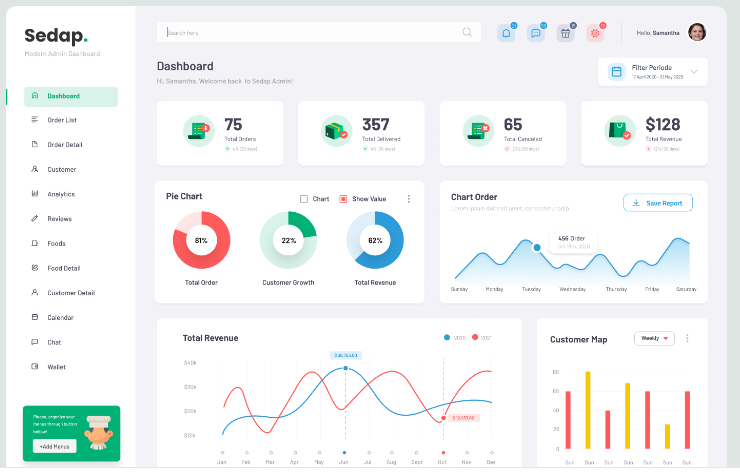 Sedap.
Modern Admin Dashboard
Search here
Hello, Samantha
Dashboard
Order List
Order Detail
Customer
Analytics
Reviews
Foods
Food Detail
Customer Detail
Calendar
Chat
Wallet
Please, organize your
menus through button
bellow!
+Add Menus
Dashboard
Hi, Samantha. Welcome back to Sedap Admin!
Filter Periode
17 April 2020 - 21 May 2020
75
Total Orders
4% (30 days)
357
Total Delivered
4% (30 days)
65
Total Canceled
$128
Total Revenue
12% (30 days)
Pie Chart
Chart
Show Value
81%
22%
62%
Total Order
Customer Growth
Total Revenue
Chart Order
Lorem ipsum dolor sit amet, consectetur adip
Save Report
456 Order
Oct 18th, 2020
Sunday Monday Tuesday Wednesday Thursday Friday Saturday
Total Revenue
2020 2021
$40k
$30k
$20k
$10k
$ 38,753.00
$ 12,657.00
Jan Feb Mar Apr May Jun Jul Aug Sept Oct Nov Des
Customer Map
Weekly
80
60
40
20
0
Sun Sun Sun Sun Sun Sun Sun